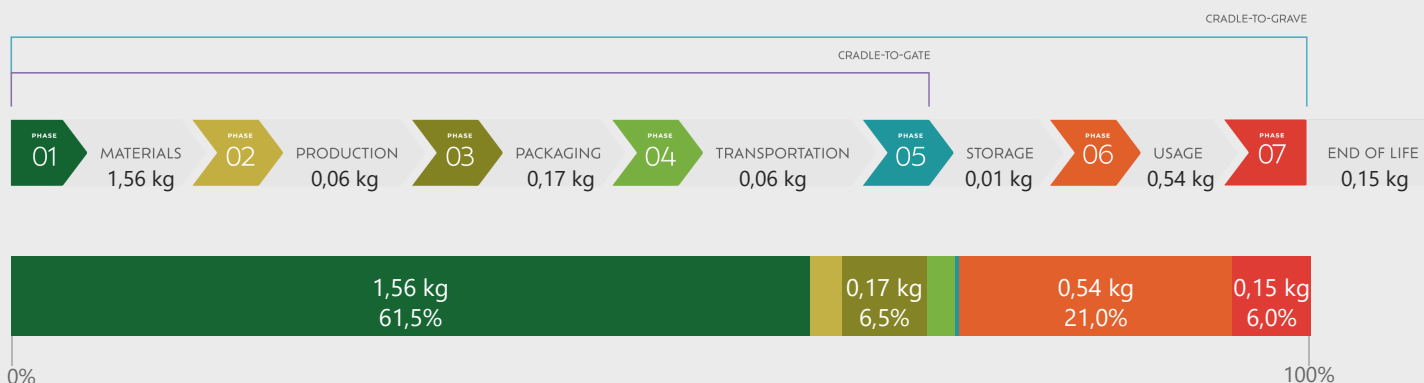 CRADLE-TO-GRAVE
CRADLE-TO-GATE
PHASE
01
MATERIALS
1,56 kg
PHASE
02
PRODUCTION
0,06 kg
PHASE
03
PACKAGING
0,17 kg
PHASE
04
TRANSPORTATION
0,06 kg
PHASE
05
STORAGE
0,01 kg
PHASE
06
USAGE
0,54 kg
PHASE
07
END OF LIFE
0,15 kg
1,56 kg
61,5%
0,17 kg
6,5%
0,54 kg
21,0%
0,15 kg
6,0%
0%
100%